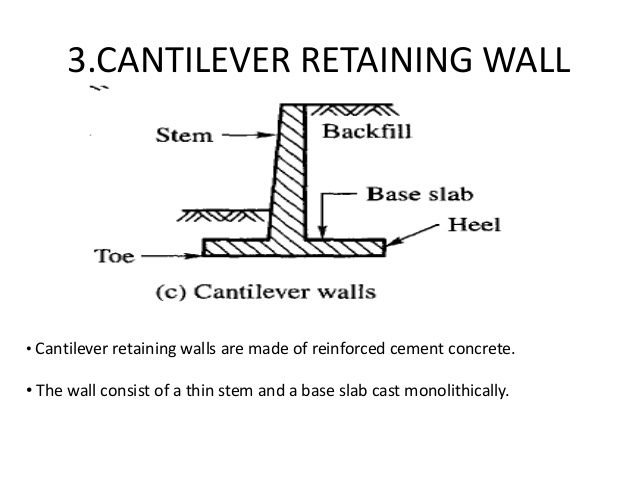 3.CANTILEVER RETAINING WALL
Stem
Backfill
Base slab
Heel
Toe
(c) Cantilever walls
• Cantilever retaining walls are made of reinforced cement concrete.
• The wall consist of a thin stem and a base slab cast monolithically.